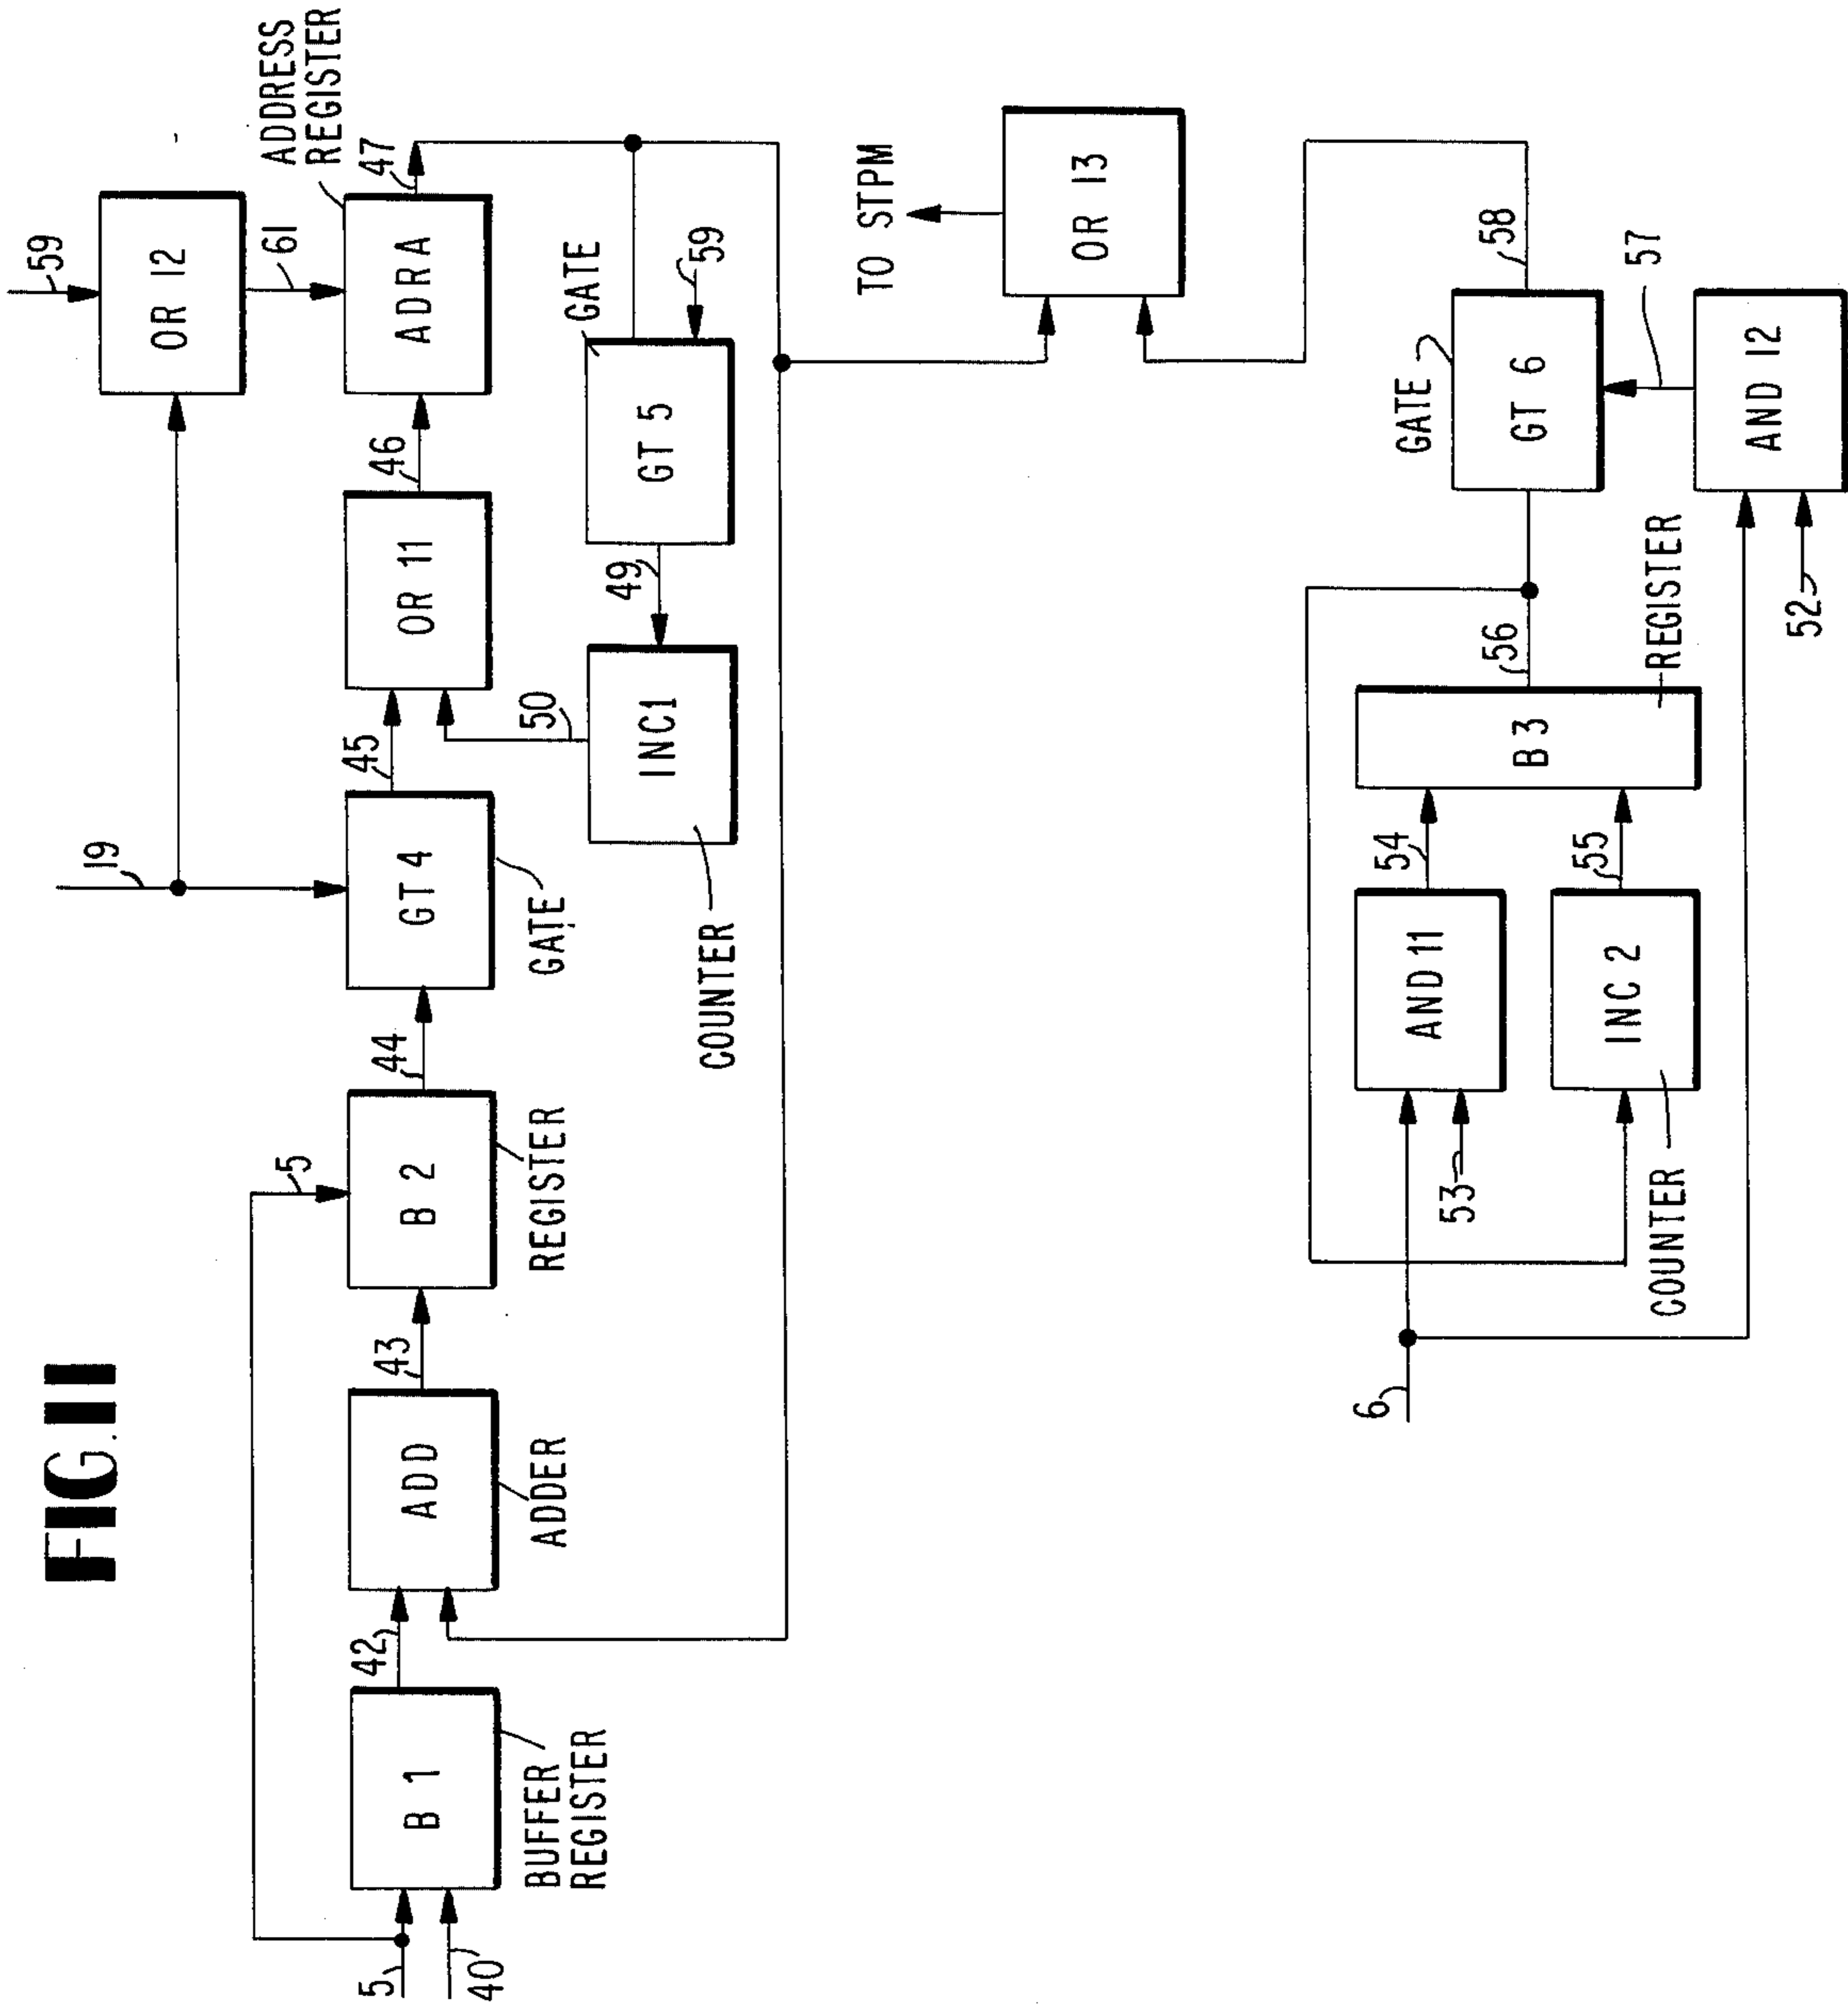 FIG. 11
5
40
B 1
BUFFER
REGISTER
42
ADD
ADDER
43
5
B 2
REGISTER
44
19
GT 4
GATE
45
OR 11
46
59
OR 12
61
ADDRESS
REGISTER
ADRA
47
GATE
59
GT 5
49
INC1
COUNTER
50
TO STPM
OR 13
6
53
AND 11
54
INC 2
COUNTER
55
B 3
REGISTER
56
GATE
GT 6
58
57
52
AND 12